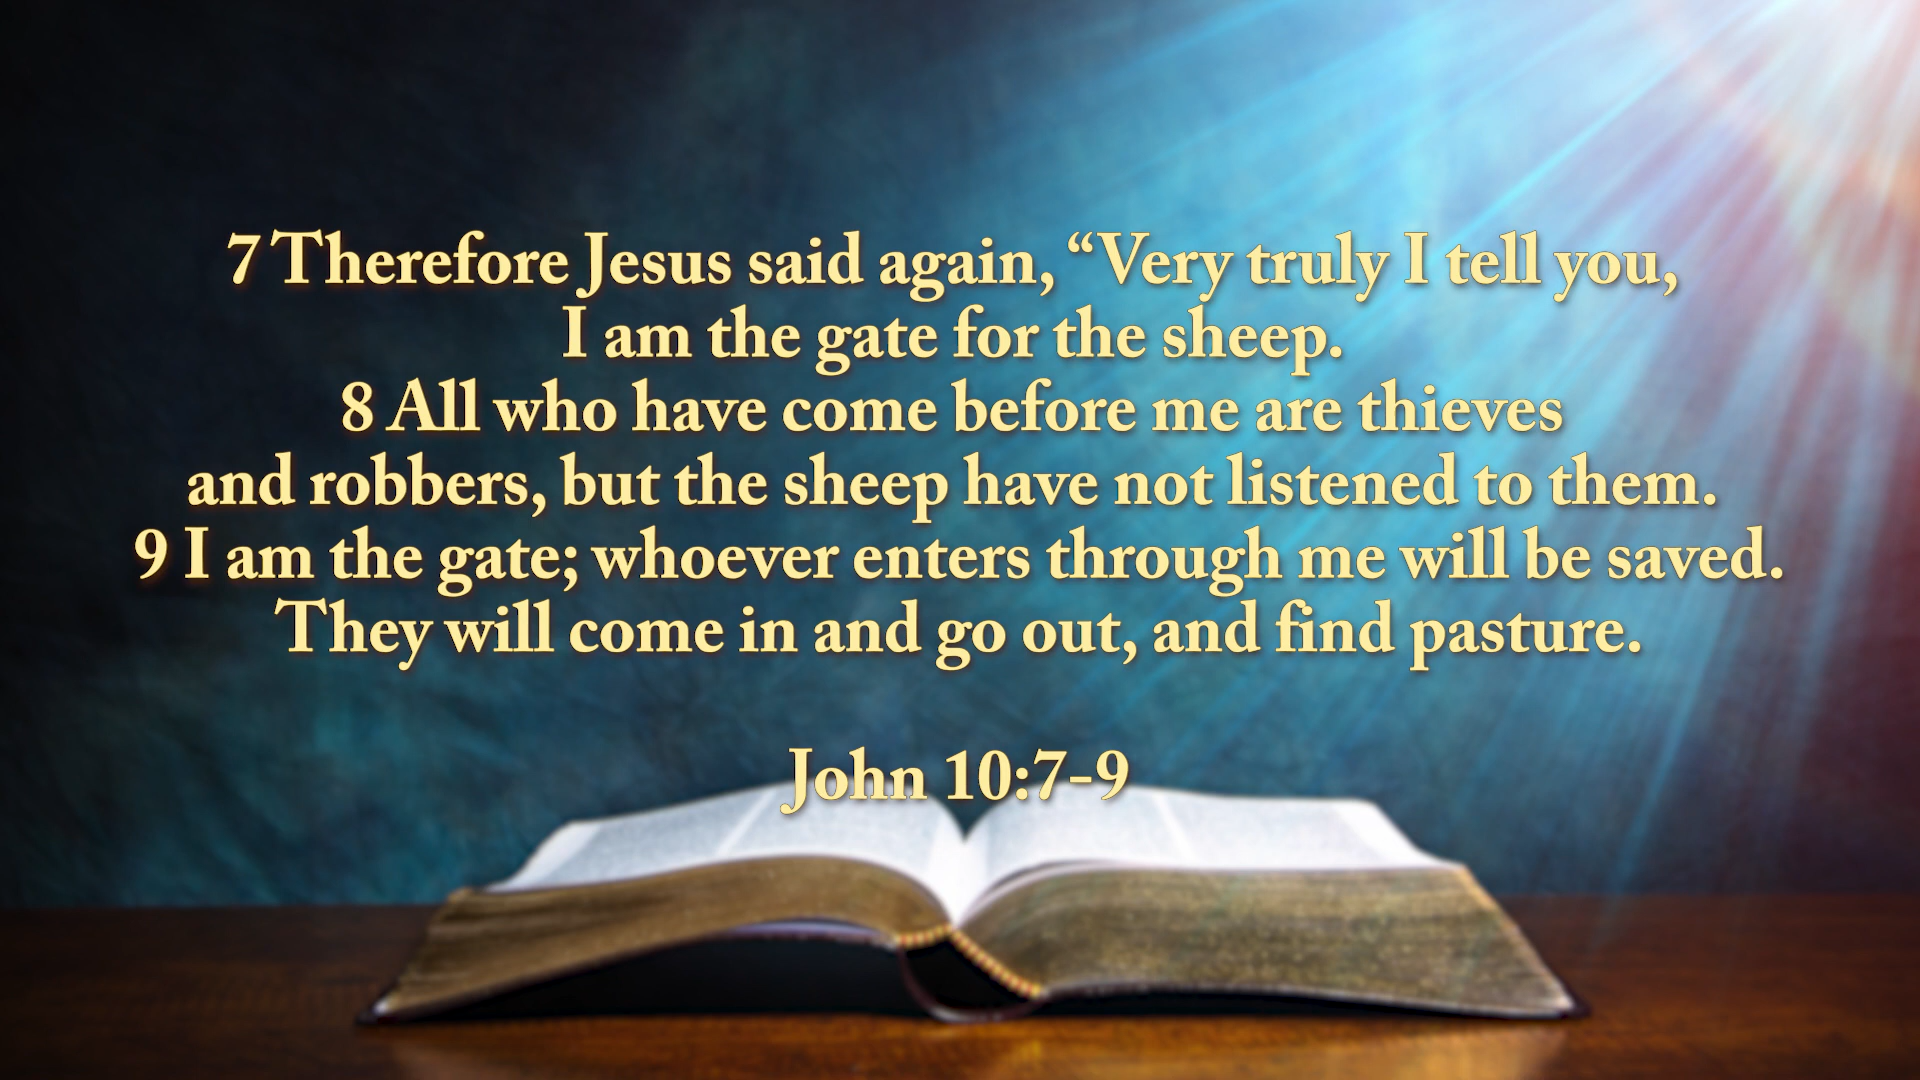 7 Therefore Jesus said again, “Very truly I tell you,
I am the gate for the sheep.
8 All who have come before me are thieves
and robbers, but the sheep have not listened to them.
9 I am the gate; whoever enters through me will be saved.
They will come in and go out, and find pasture.
John 10:7-9